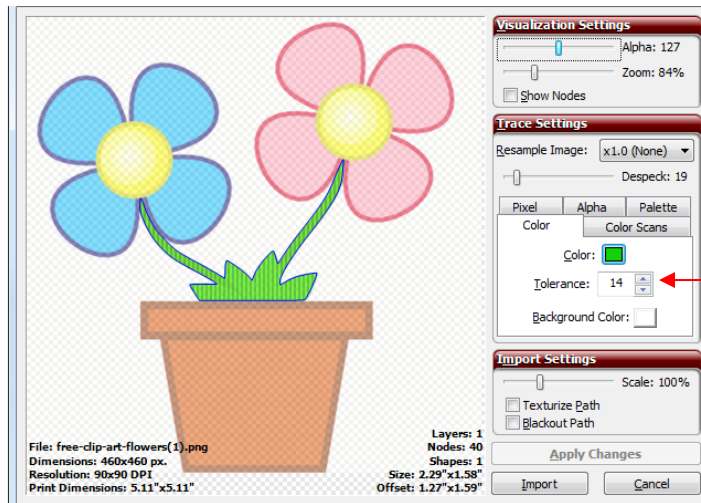 Visualization Settings
Alpha: 127
Zoom: 84%
Show Nodes
Trace Settings
Resample Image: x1.0 (None)
Despeck: 19
Pixel Alpha Palette
Color Color Scans
Color:
Tolerance: 14
Background Color:
Import Settings
Scale: 100%
Texturize Path
Blackout Path
Apply Changes
Import Cancel
File: free-clip-art-flowers(1).png
Dimensions: 460x460 px.
Resolution: 90x90 DPI
Print Dimensions: 5.11"x5.11"
Layers: 1
Nodes: 40
Shapes: 1
Size: 2.29"x1.58"
Offset: 1.27"x1.59"